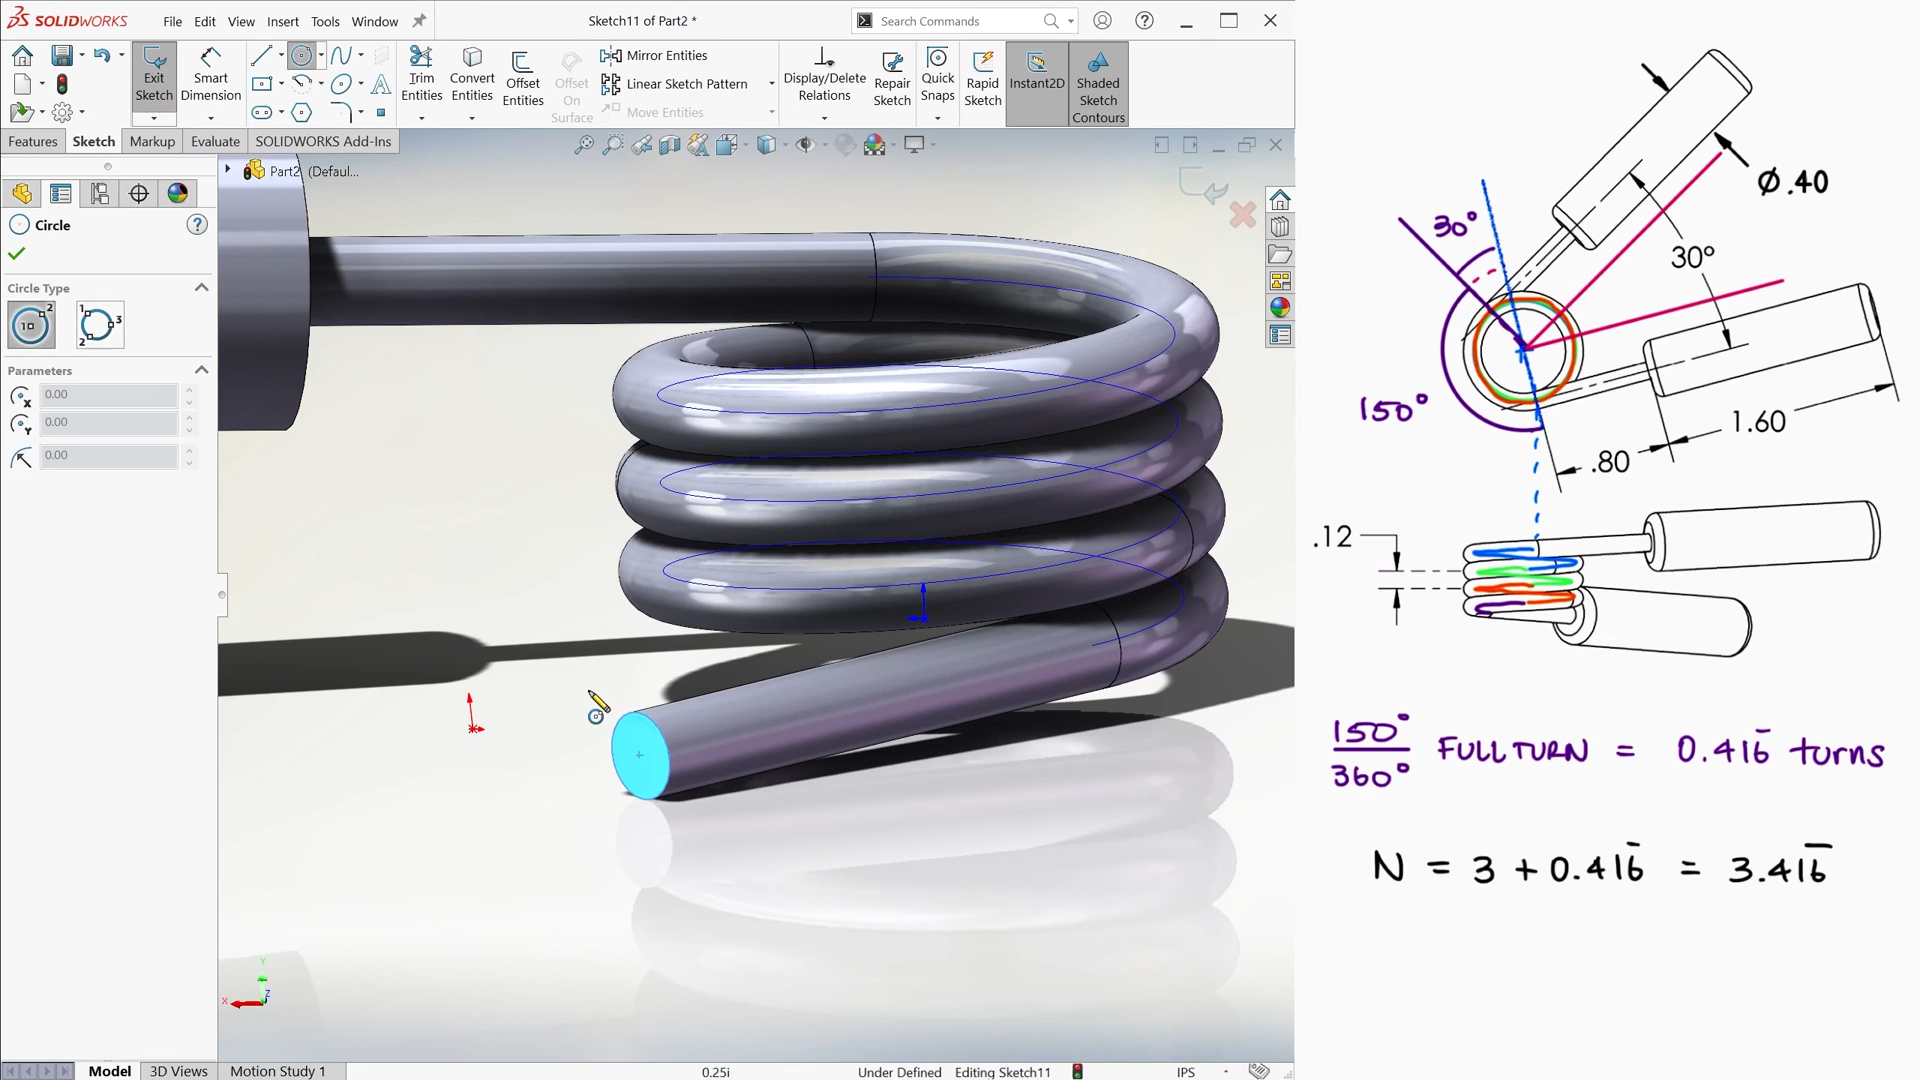 SOLIDWORKS
File Edit View Insert Tools Window
Sketch11 of Part2 *
Search Commands
Exit Sketch
Smart Dimension
Trim Entities
Convert Entities
Offset Entities
Offset On Surface
Mirror Entities
Linear Sketch Pattern
Move Entities
Display/Delete Relations
Repair Sketch
Quick Snaps
Rapid Sketch
Instant2D
Shaded Sketch Contours
Features Sketch Markup Evaluate SOLIDWORKS Add-Ins
Part2 (Defaul...
Circle
Circle Type
Parameters
0.00
0.00
0.00
Y
X
Z
Model 3D Views Motion Study 1
0.25i
Under Defined
Editing Sketch11
IPS
Ø.40
30°
30°
150°
1.60
.80
.12
150°/360° FULL TURN = 0.416̅ turns
N = 3 + 0.416̅ = 3.416̅